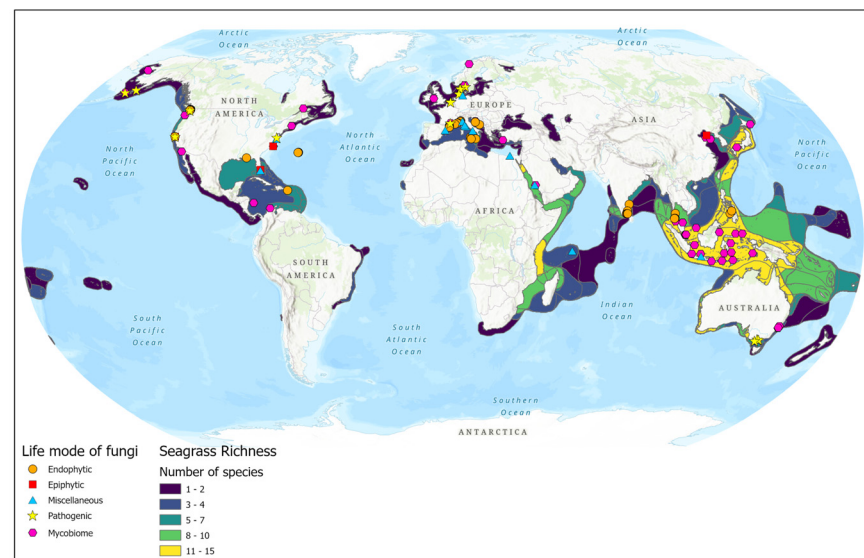 Arctic
Ocean
Arctic
Ocean
NORTH
AMERICA
EUROPE
ASIA
North
Pacific
Ocean
North
Atlantic
Ocean
North
Pacific
Ocean
AFRICA
SOUTH
AMERICA
Indian
Ocean
AUSTRALIA
South
Pacific
Ocean
South
Atlantic
Ocean
Southern
Ocean
ANTARCTICA
Life mode of fungi
Endophytic
Epiphytic
Miscellaneous
Pathogenic
Mycobiome
Seagrass Richness
Number of species
1 - 2
3 - 4
5 - 7
8 - 10
11 - 15